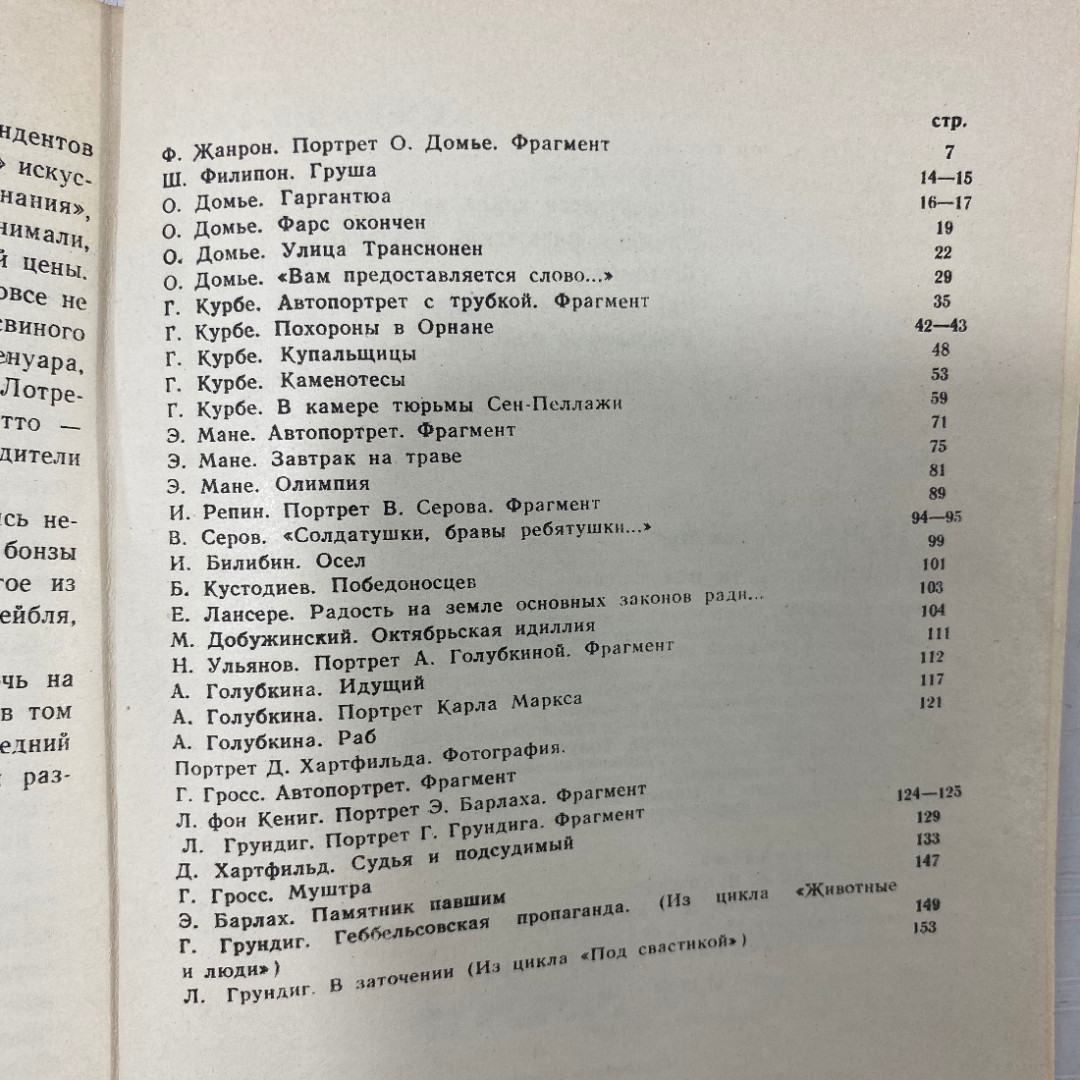 ндентов
» искус-
нания»,
нимали,
й цены.
овсе не
свиного
енуара,
Лотре-
тто —
дители
сь не-
бонзы
гое из
ейбля,
чь на
в том
едний
раз-
стр.
Ф. Жанрон. Портрет О. Домье. Фрагмент 7
Ш. Филипон. Груша 14—15
О. Домье. Гаргантюа 16—17
О. Домье. Фарс окончен 19
О. Домье. Улица Транснонен 22
О. Домье. «Вам предоставляется слово...» 29
Г. Курбе. Автопортрет с трубкой. Фрагмент 35
Г. Курбе. Похороны в Орнане 42—43
Г. Курбе. Купальщицы 48
Г. Курбе. Каменотесы 53
Г. Курбе. В камере тюрьмы Сен-Пеллажи 59
Э. Мане. Автопортрет. Фрагмент 71
Э. Мане. Завтрак на траве 75
Э. Мане. Олимпия 81
И. Репин. Портрет В. Серова. Фрагмент 89
В. Серов. «Солдатушки, бравы ребятушки...» 94—95
И. Билибин. Осел 99
Б. Кустодиев. Победоносцев 101
Е. Лансере. Радость на земле основных законов ради... 103
М. Добужинский. Октябрьская идиллия 104
Н. Ульянов. Портрет А. Голубкиной. Фрагмент 111
А. Голубкина. Идущий 112
А. Голубкина. Портрет Карла Маркса 117
А. Голубкина. Раб 121
Портрет Д. Хартфильда. Фотография.
Г. Гросс. Автопортрет. Фрагмент
Л. фон Кениг. Портрет Э. Барлаха. Фрагмент
Л. Грундиг. Портрет Г. Грундига. Фрагмент 124—125
Д. Хартфильд. Судья и подсудимый 129
Г. Гросс. Муштра 133
Э. Барлах. Памятник павшим 147
Г. Грундиг. Геббельсовская пропаганда. (Из цикла «Животные
и люди») 149
Л. Грундиг. В заточении (Из цикла «Под свастикой») 153